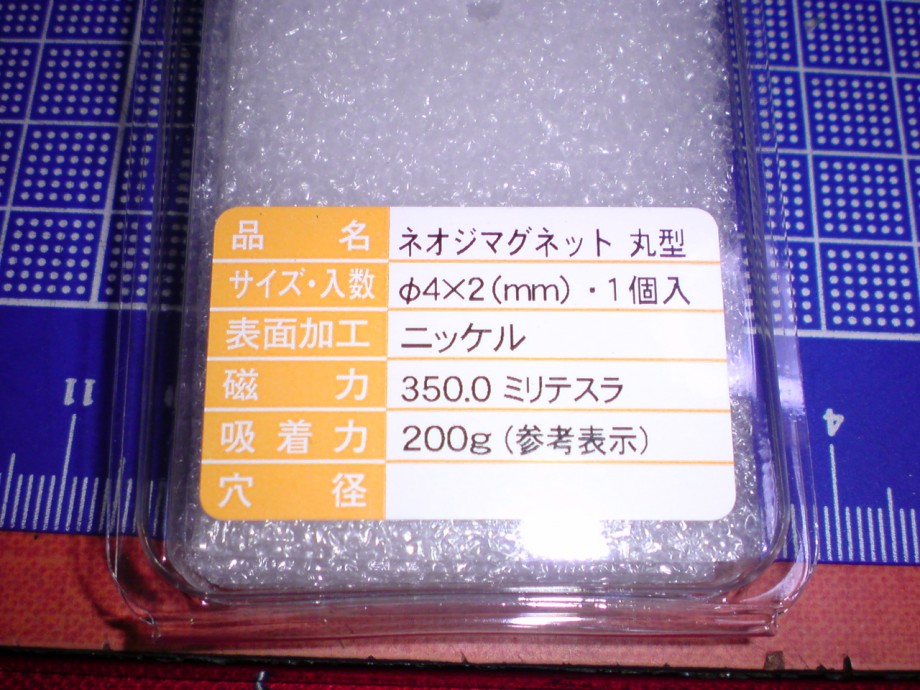 品 名 ネオジマグネット 丸型
サイズ・入数 φ4×2(mm)・1個入
表面加工 ニッケル
磁 力 350.0 ミリテスラ
吸着力 200g(参考表示)
穴 径
11
4